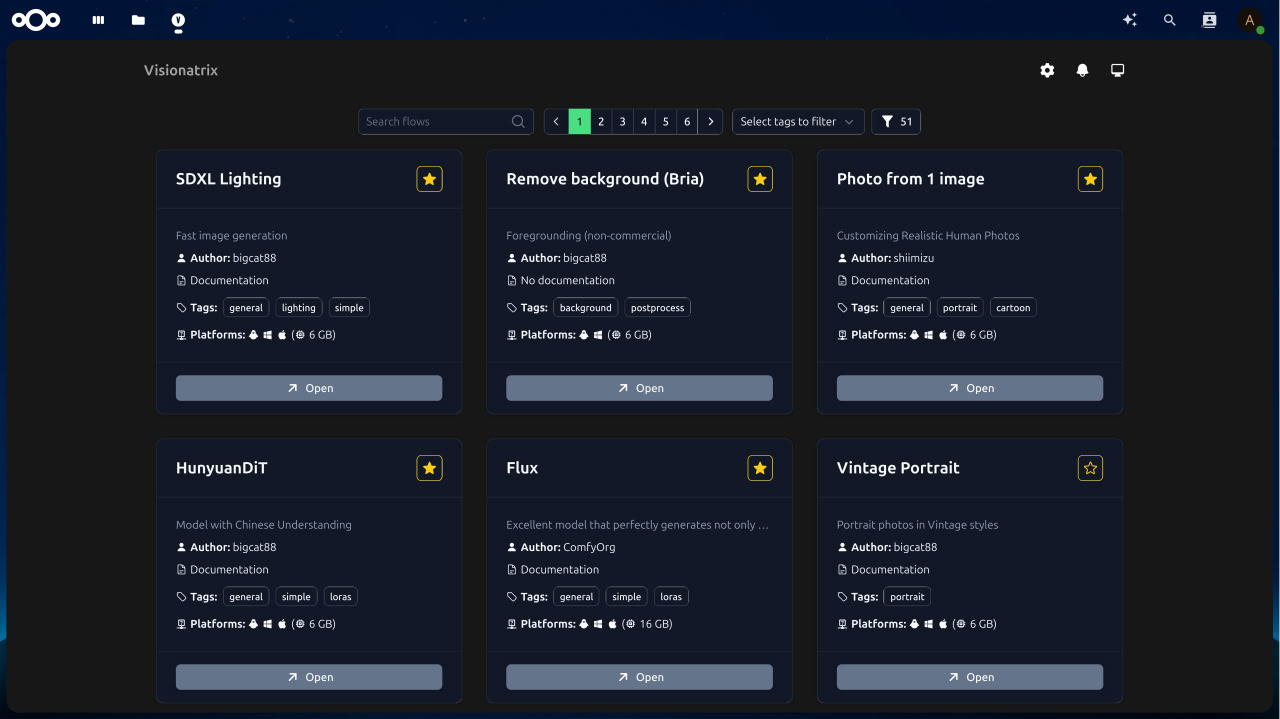 A
Visionatrix
Search flows
1 2 3 4 5 6
Select tags to filter
51
SDXL Lighting
Fast image generation
Author: bigcat88
Documentation
Tags: general lighting simple
Platforms: (6 GB)
Open
Remove background (Bria)
Foregrounding (non-commercial)
Author: bigcat88
No documentation
Tags: background postprocess
Platforms: (6 GB)
Open
Photo from 1 image
Customizing Realistic Human Photos
Author: shiimizu
Documentation
Tags: general portrait cartoon
Platforms: (6 GB)
Open
HunyuanDiT
Model with Chinese Understanding
Author: bigcat88
Documentation
Tags: general simple loras
Platforms: (6 GB)
Open
Flux
Excellent model that perfectly generates not only ...
Author: ComfyOrg
Documentation
Tags: general simple loras
Platforms: (16 GB)
Open
Vintage Portrait
Portrait photos in Vintage styles
Author: bigcat88
Documentation
Tags: portrait
Platforms: (6 GB)
Open